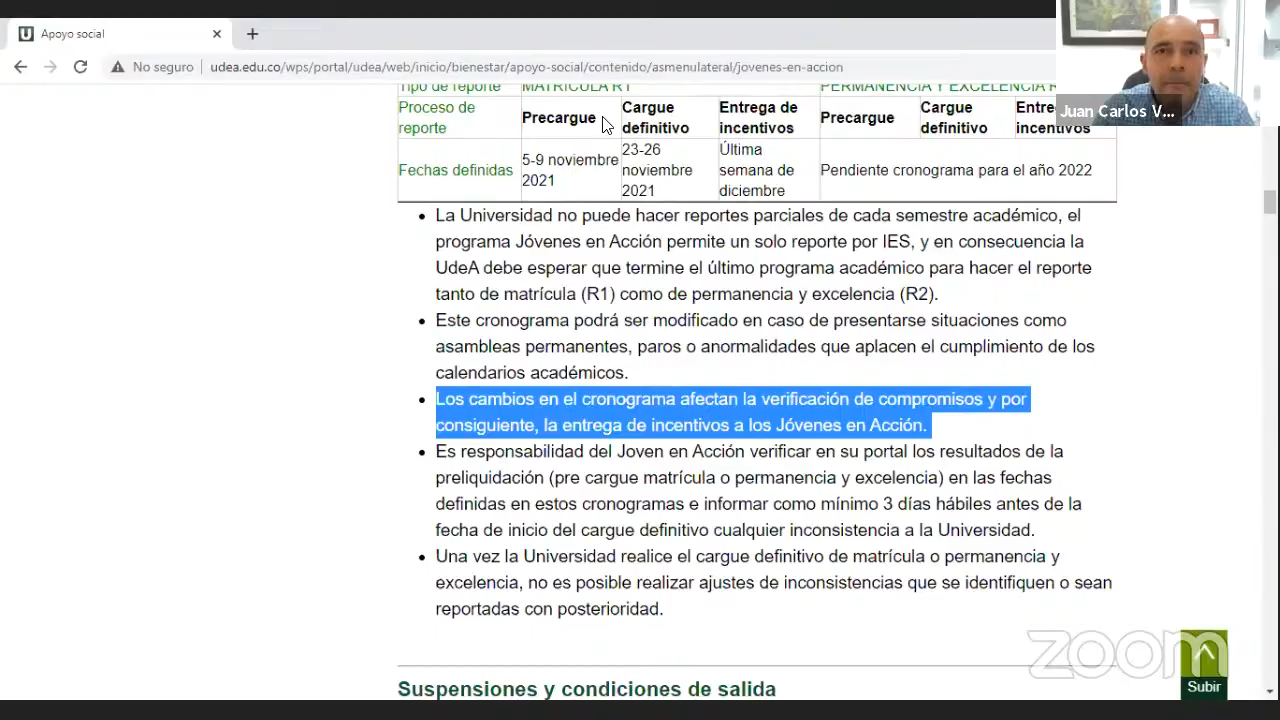 Apoyo social
No seguro
udea.edu.co/wps/portal/udea/web/inicio/bienestar/apoyo-social/contenido/asmenulateral/jovenes-en-accion
Tipo de reporte MATRÍCULA R1 PERMANENCIA Y EXCELENCIA R
Proceso de reporte
Precargue
Cargue definitivo
Entrega de incentivos
Precargue
Cargue definitivo
Entre
incentivos
Fechas definidas
5-9 noviembre
2021
23-26
noviembre
2021
Última
semana de
diciembre
Pendiente cronograma para el año 2022
Juan Carlos V...
• La Universidad no puede hacer reportes parciales de cada semestre académico, el
programa Jóvenes en Acción permite un solo reporte por IES, y en consecuencia la
UdeA debe esperar que termine el último programa académico para hacer el reporte
tanto de matrícula (R1) como de permanencia y excelencia (R2).
• Este cronograma podrá ser modificado en caso de presentarse situaciones como
asambleas permanentes, paros o anormalidades que aplacen el cumplimiento de los
calendarios académicos.
• Los cambios en el cronograma afectan la verificación de compromisos y por
consiguiente, la entrega de incentivos a los Jóvenes en Acción.
• Es responsabilidad del Joven en Acción verificar en su portal los resultados de la
preliquidación (pre cargue matrícula o permanencia y excelencia) en las fechas
definidas en estos cronogramas e informar como mínimo 3 días hábiles antes de la
fecha de inicio del cargue definitivo cualquier inconsistencia a la Universidad.
• Una vez la Universidad realice el cargue definitivo de matrícula o permanencia y
excelencia, no es posible realizar ajustes de inconsistencias que se identifiquen o sean
reportadas con posterioridad.
zoom
Subir
Suspensiones y condiciones de salida